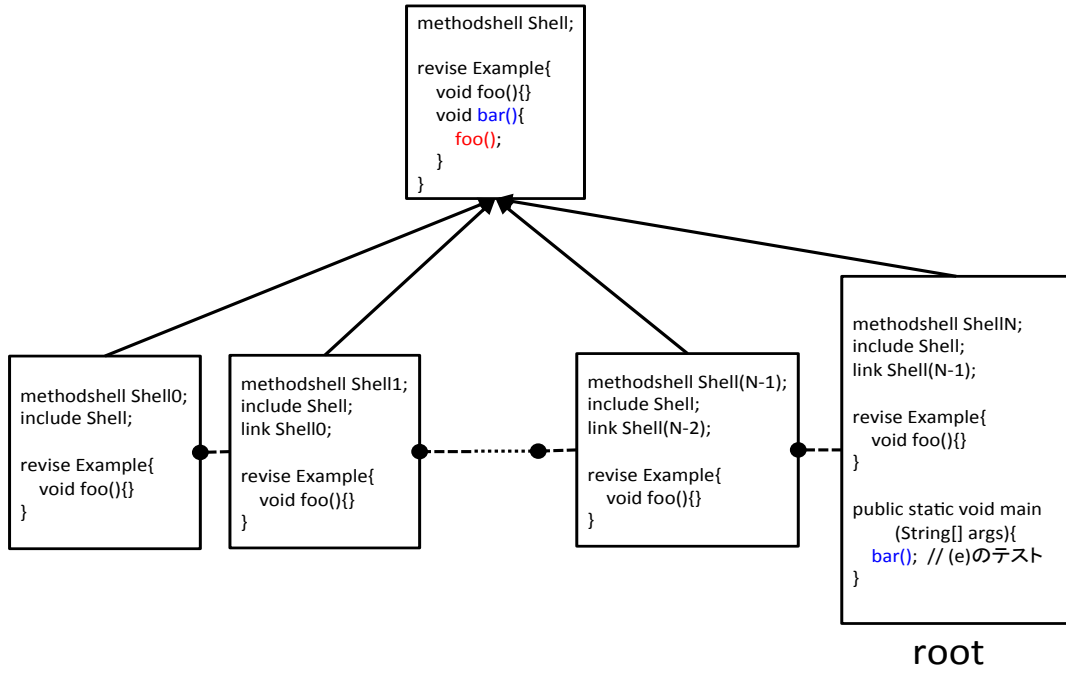 methodshell Shell;
revise Example{
void foo(){}
void bar(){
foo();
}
}
methodshell Shell0;
include Shell;
revise Example{
void foo(){}
}
methodshell Shell1;
include Shell;
link Shell0;
revise Example{
void foo(){}
}
methodshell Shell(N-1);
include Shell;
link Shell(N-2);
revise Example{
void foo(){}
}
methodshell ShellN;
include Shell;
link Shell(N-1);
revise Example{
void foo(){}
}
public static void main
(String[] args){
bar(); // (e)のテスト
}
root